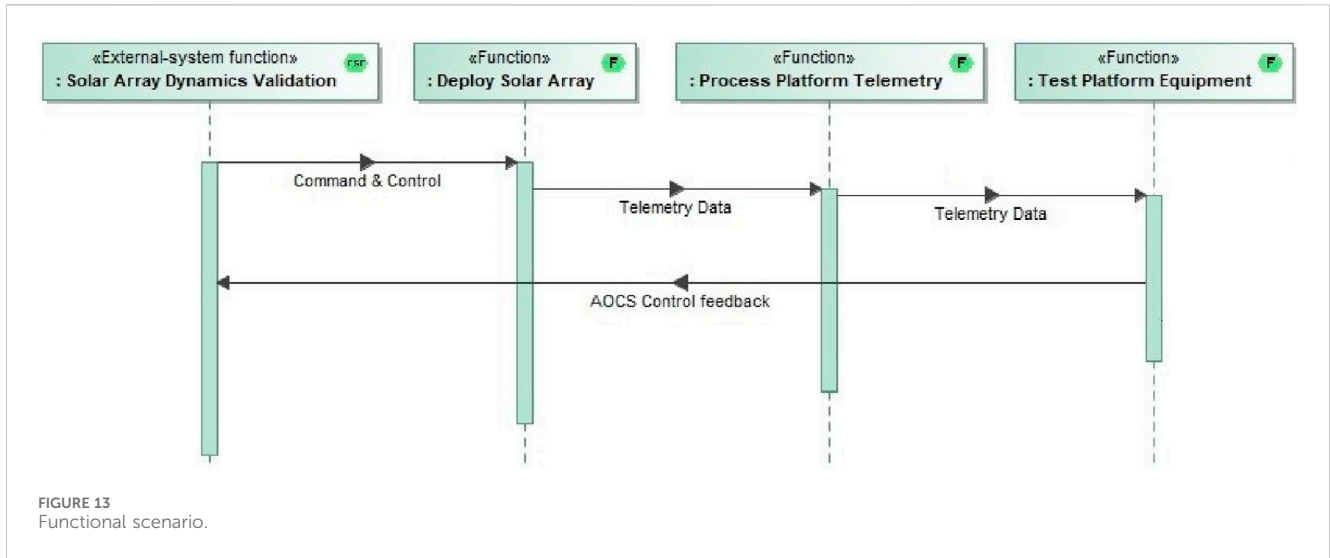 «External-system function»
: Solar Array Dynamics Validation
rsr
«Function»
: Deploy Solar Array
F
«Function»
: Process Platform Telemetry
F
«Function»
: Test Platform Equipment
F
Command & Control
Telemetry Data
Telemetry Data
AOCS Control feedback
FIGURE 13
Functional scenario.